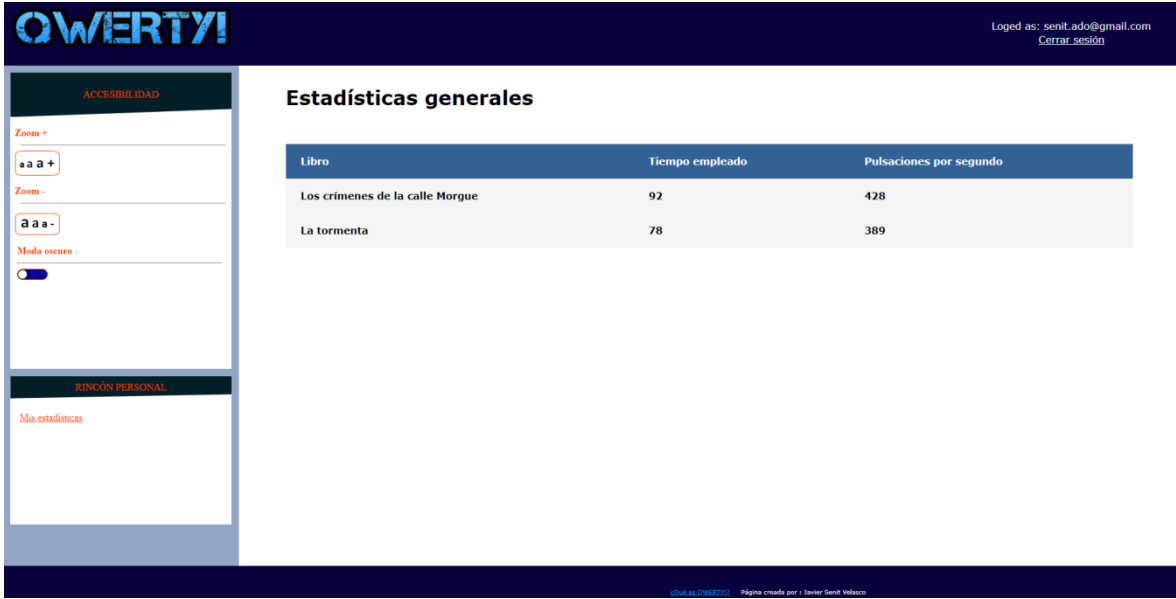 QWERTY!
Loged as: senit.ado@gmail.com
Cerrar sesión
ACCESIBILIDAD
Zoom +
a a a +
Zoom -
a a a -
Modo oscuro
RINCÓN PERSONAL
Mis estadísticas
Estadísticas generales
Libro Tiempo empleado Pulsaciones por segundo
Los crímenes de la calle Morgue 92 428
La tormenta 78 389
¿Qué es QWERTY!? Página creada por : Javier Senit Velasco